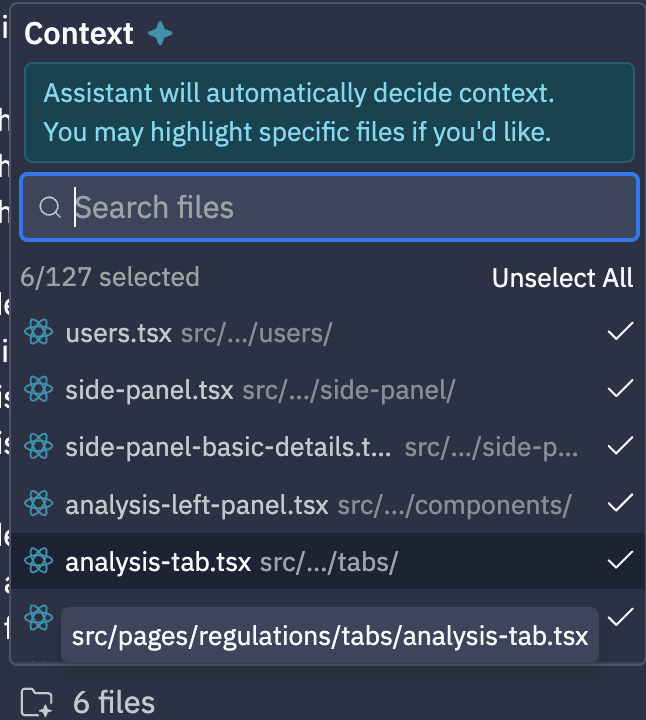 Context
Assistant will automatically decide context.
You may highlight specific files if you'd like.
Search files
6/127 selected Unselect All
users.tsx src/.../users/
side-panel.tsx src/.../side-panel/
side-panel-basic-details.t... src/.../side-p...
analysis-left-panel.tsx src/.../components/
analysis-tab.tsx src/.../tabs/
src/pages/regulations/tabs/analysis-tab.tsx
6 files